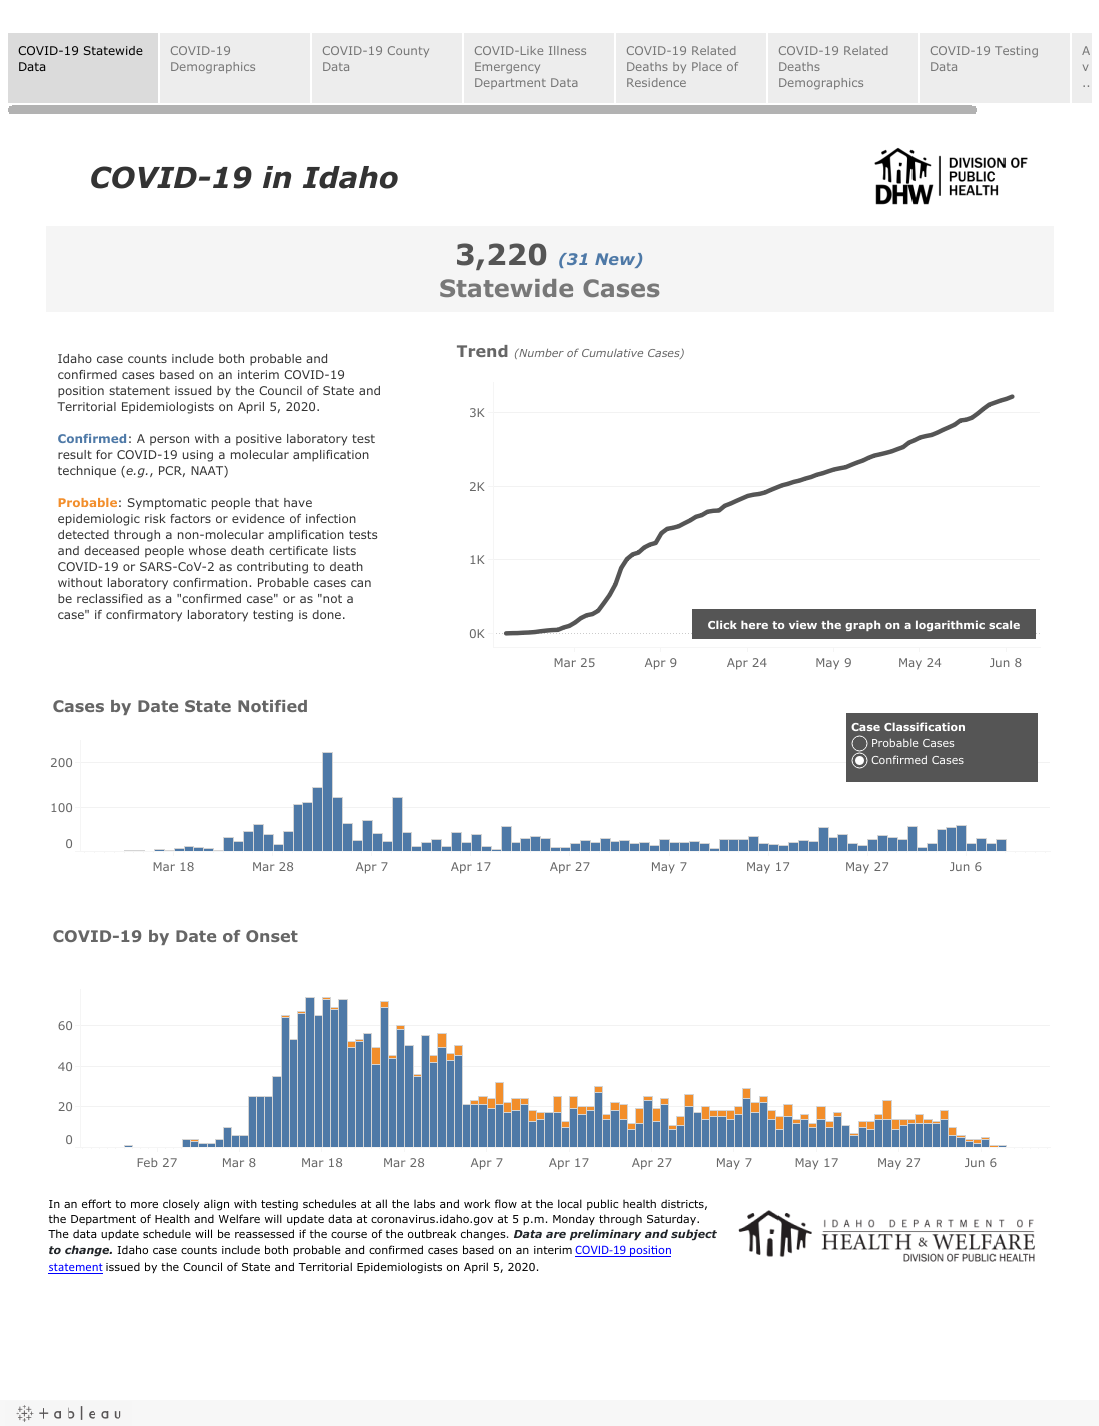 COVID-19 Statewide
Data
COVID-19
Demographics
COVID-19 County
Data
COVID-Like Illness
Emergency
Department Data
COVID-19 Related
Deaths by Place of
Residence
COVID-19 Related
Deaths
Demographics
COVID-19 Testing
Data
A
v
..
COVID-19 in Idaho
DHW
DIVISION OF
PUBLIC
HEALTH
3,220 (31 New)
Statewide Cases
Idaho case counts include both probable and
confirmed cases based on an interim COVID-19
position statement issued by the Council of State and
Territorial Epidemiologists on April 5, 2020.
Confirmed: A person with a positive laboratory test
result for COVID-19 using a molecular amplification
technique (e.g., PCR, NAAT)
Probable: Symptomatic people that have
epidemiologic risk factors or evidence of infection
detected through a non-molecular amplification tests
and deceased people whose death certificate lists
COVID-19 or SARS-CoV-2 as contributing to death
without laboratory confirmation. Probable cases can
be reclassified as a "confirmed case" or as "not a
case" if confirmatory laboratory testing is done.
Trend (Number of Cumulative Cases)
3K
2K
1K
0K
Click here to view the graph on a logarithmic scale
Mar 25 Apr 9 Apr 24 May 9 May 24 Jun 8
Cases by Date State Notified
Case Classification
Probable Cases
Confirmed Cases
200
100
0
Mar 18 Mar 28 Apr 7 Apr 17 Apr 27 May 7 May 17 May 27 Jun 6
COVID-19 by Date of Onset
60
40
20
0
Feb 27 Mar 8 Mar 18 Mar 28 Apr 7 Apr 17 Apr 27 May 7 May 17 May 27 Jun 6
In an effort to more closely align with testing schedules at all the labs and work flow at the local public health districts,
the Department of Health and Welfare will update data at coronavirus.idaho.gov at 5 p.m. Monday through Saturday.
The data update schedule will be reassessed if the course of the outbreak changes. Data are preliminary and subject
to change. Idaho case counts include both probable and confirmed cases based on an interim COVID-19 position
statement issued by the Council of State and Territorial Epidemiologists on April 5, 2020.
IDAHO DEPARTMENT OF
HEALTH & WELFARE
DIVISION OF PUBLIC HEALTH
+ableau